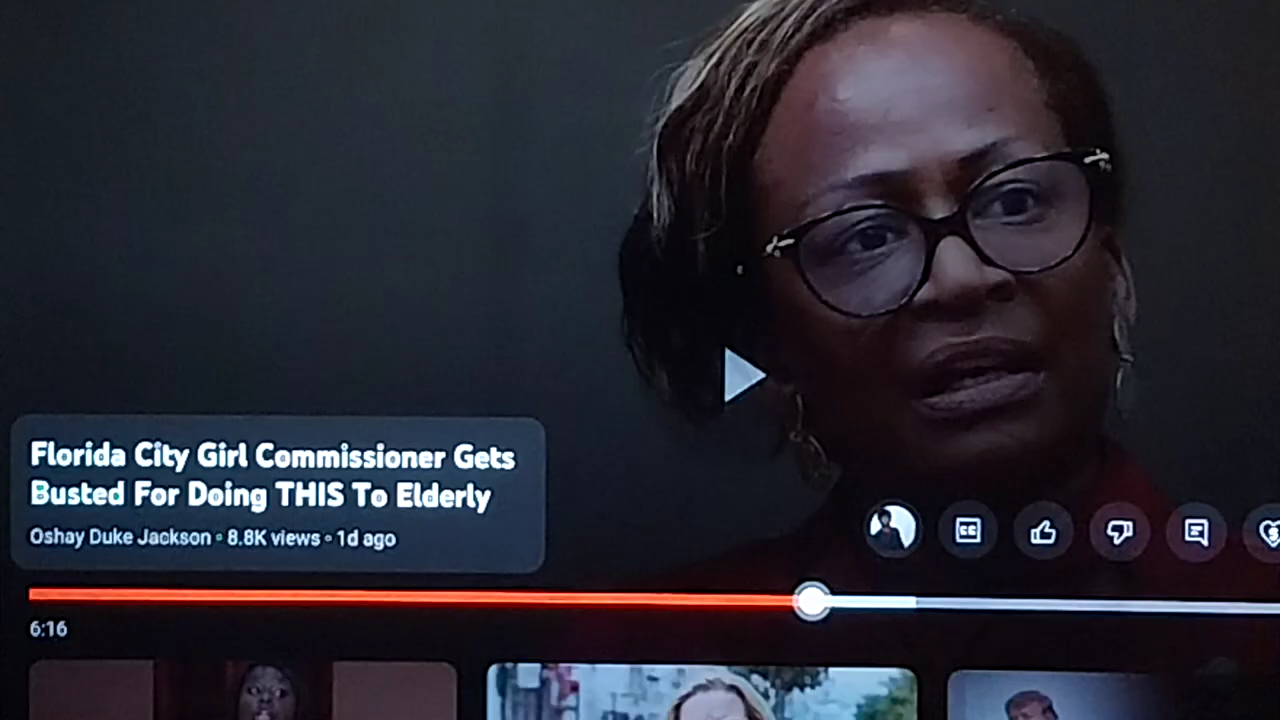 Florida City Girl Commissioner Gets
Busted For Doing THIS To Elderly
Oshay Duke Jackson • 8.8K views • 1d ago
CC
6:16